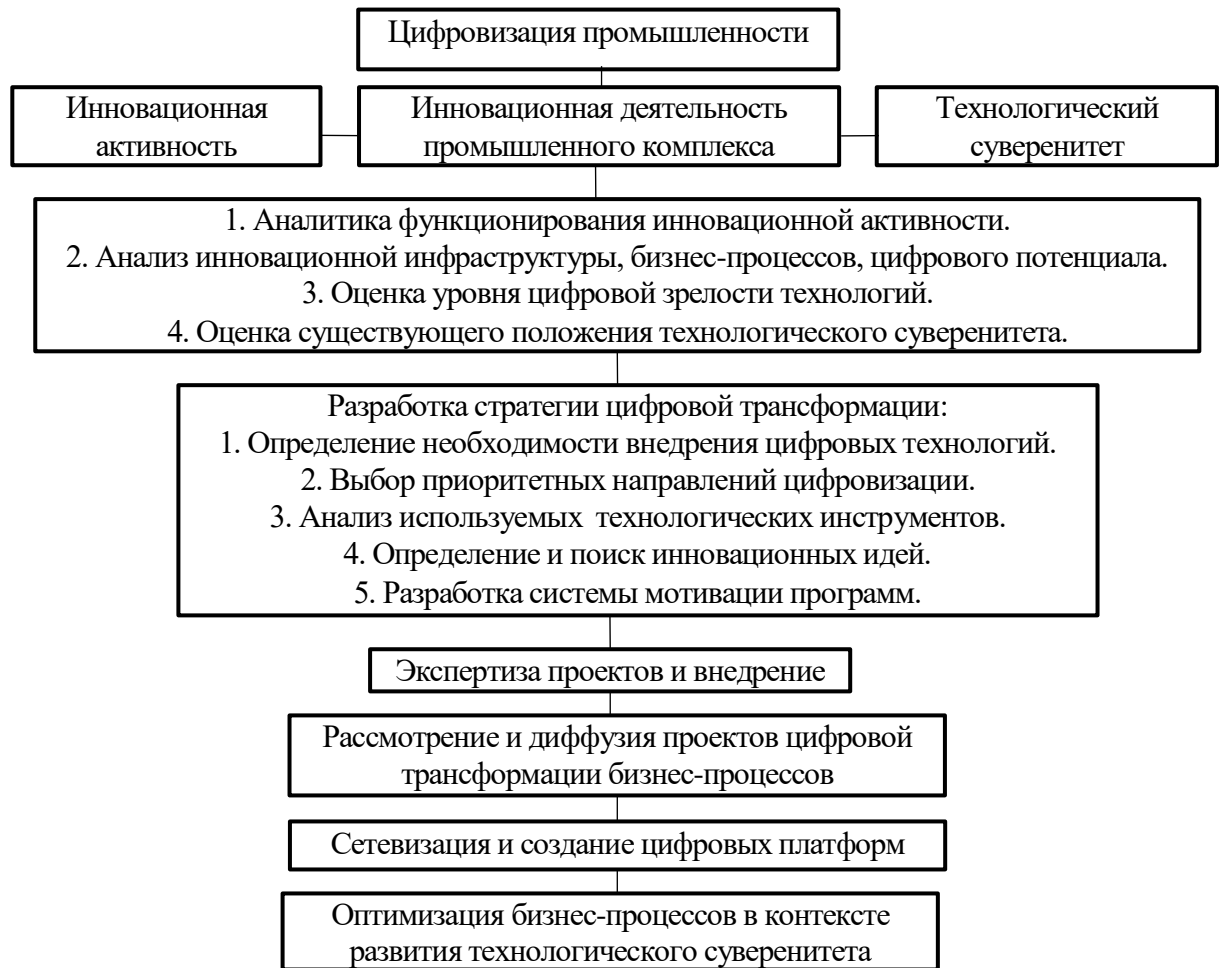 Цифровизация промышленности
Инновационная
активность
Инновационная деятельность
промышленного комплекса
Технологический
суверенитет
1. Аналитика функционирования инновационной активности.
2. Анализ инновационной инфраструктуры, бизнес-процессов, цифрового потенциала.
3. Оценка уровня цифровой зрелости технологий.
4. Оценка существующего положения технологического суверенитета.
Разработка стратегии цифровой трансформации:
1. Определение необходимости внедрения цифровых технологий.
2. Выбор приоритетных направлений цифровизации.
3. Анализ используемых технологических инструментов.
4. Определение и поиск инновационных идей.
5. Разработка системы мотивации программ.
Экспертиза проектов и внедрение
Рассмотрение и диффузия проектов цифровой
трансформации бизнес-процессов
Сетевизация и создание цифровых платформ
Оптимизация бизнес-процессов в контексте
развития технологического суверенитета